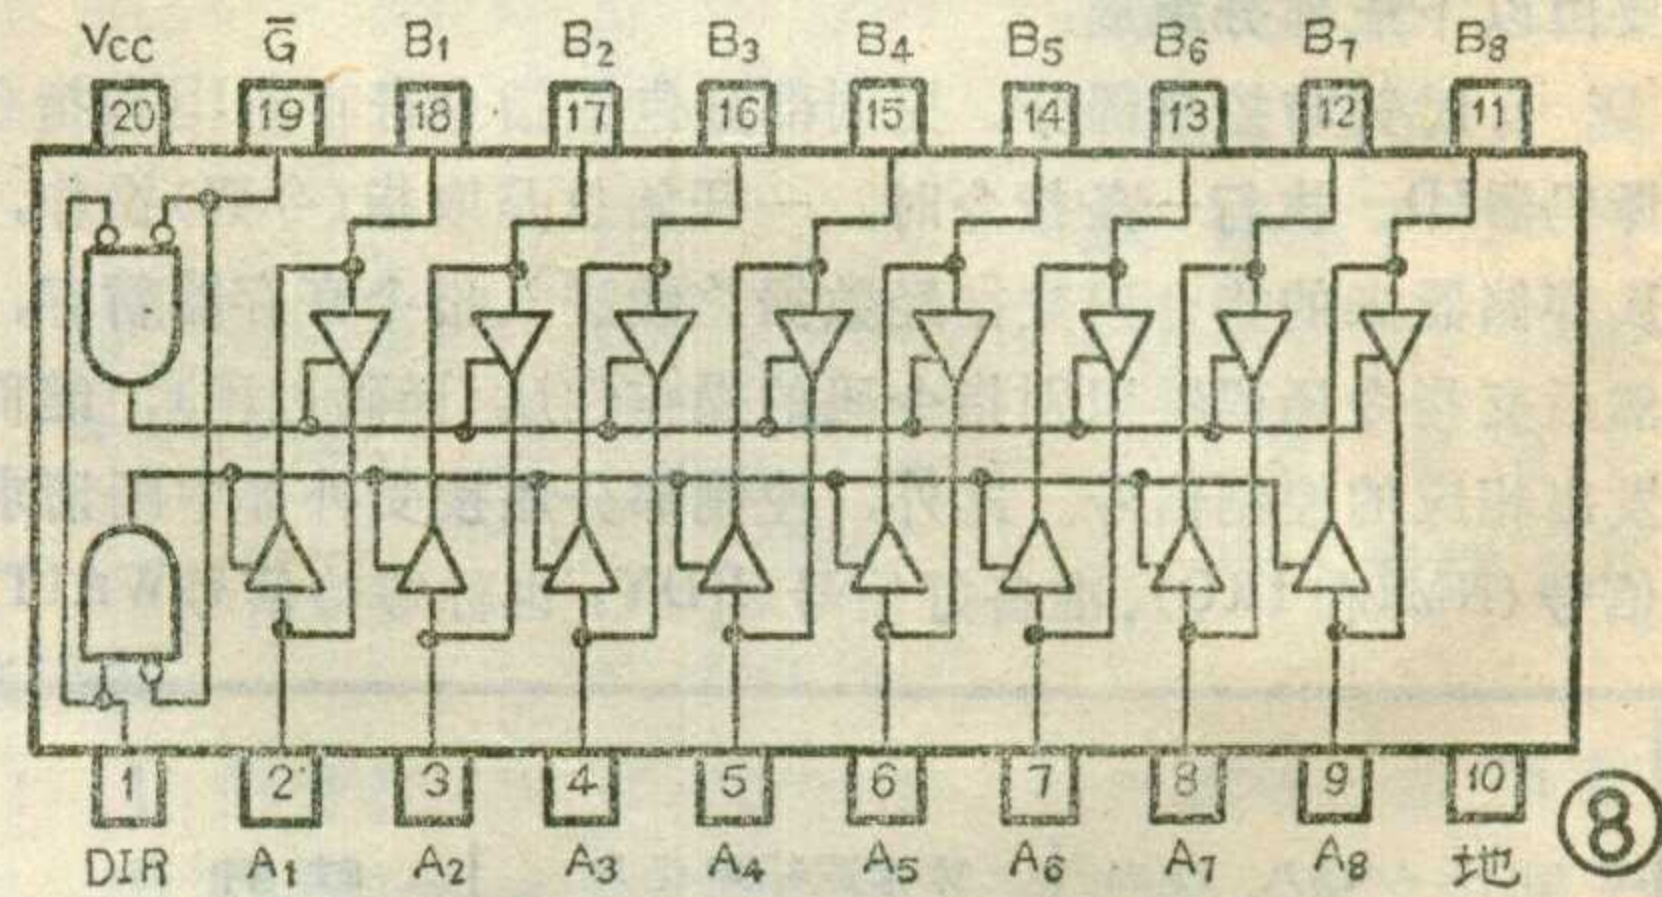 Vcc G̅ B₁ B₂ B₃ B₄ B₅ B₆ B₇ B₈
20 19 18 17 16 15 14 13 12 11
1 2 3 4 5 6 7 8 9 10
DIR A₁ A₂ A₃ A₄ A₅ A₆ A₇ A₈ 地
⑧